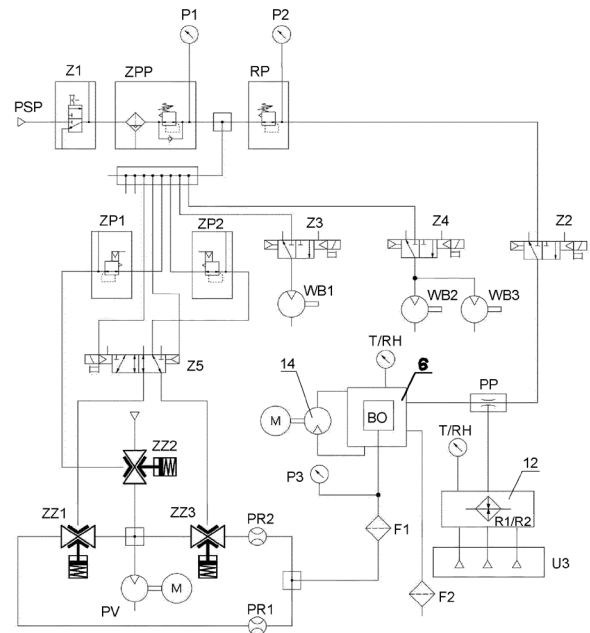 P1 P2
Z1 ZPP RP
PSP
ZP1 ZP2 Z3 Z4 Z2
WB1 WB2 WB3
Z5
T/RH
14 6
PP
M BO
T/RH
ZZ2
P3 12
ZZ1 ZZ3 PR2
F1 R1/R2
U3
M
PV PR1 F2